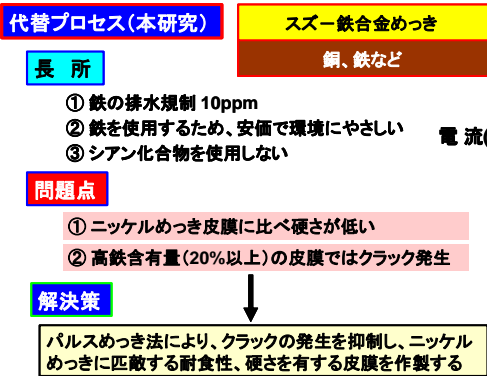 代替プロセス（本研究）
スズー鉄合金めっき
銅、鉄など
長 所
① 鉄の排水規制 10ppm
② 鉄を使用するため、安価で環境にやさしい
③ シアン化合物を使用しない
電 流(
問題点
① ニッケルめっき皮膜に比べ硬さが低い
② 高鉄含有量（20%以上）の皮膜ではクラック発生
解決策
パルスめっき法により、クラックの発生を抑制し、ニッケル
めっきに匹敵する耐食性、硬さを有する皮膜を作製する